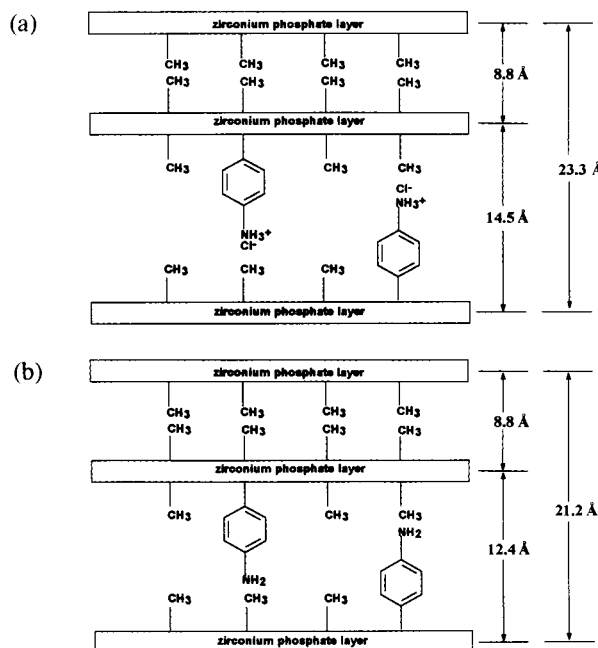 (a)
zirconium phosphate layer
CH3 CH3 CH3 CH3
CH3 CH3 CH3 CH3
8.8 Å
zirconium phosphate layer
CH3 CH3 CH3
Cl-
NH3+
23.3 Å
14.5 Å
NH3+
Cl-
CH3 CH3 CH3
zirconium phosphate layer
(b)
zirconium phosphate layer
CH3 CH3 CH3 CH3
CH3 CH3 CH3 CH3
8.8 Å
zirconium phosphate layer
CH3 CH3 CH3
NH2
21.2 Å
12.4 Å
NH2
CH3 CH3 CH3
zirconium phosphate layer